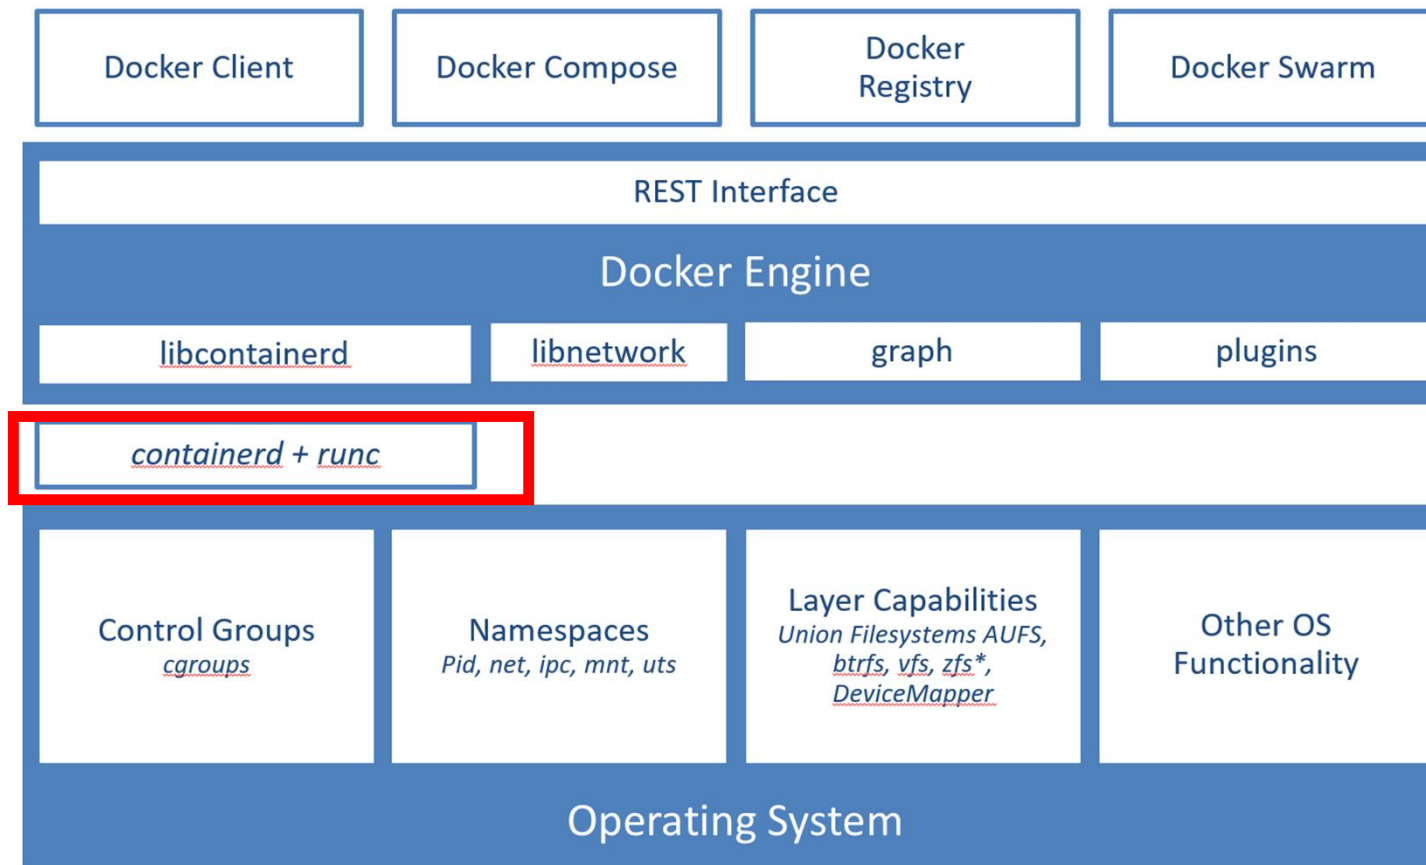 Docker Client
Docker Compose
Docker
Registry
Docker Swarm
REST Interface
Docker Engine
libcontainerd
libnetwork
graph
plugins
containerd + runc
Control Groups
cgroups
Namespaces
Pid, net, ipc, mnt, uts
Layer Capabilities
Union Filesystems AUFS,
btrfs, vfs, zfs*,
DeviceMapper
Other OS
Functionality
Operating System